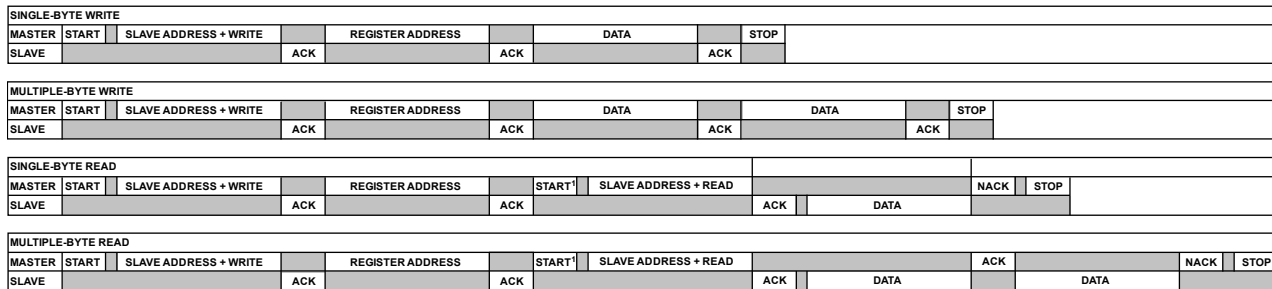 SINGLE-BYTE WRITE
MASTER START SLAVE ADDRESS + WRITE REGISTER ADDRESS DATA STOP
SLAVE ACK ACK ACK
MULTIPLE-BYTE WRITE
MASTER START SLAVE ADDRESS + WRITE REGISTER ADDRESS DATA DATA STOP
SLAVE ACK ACK ACK ACK
SINGLE-BYTE READ
MASTER START SLAVE ADDRESS + WRITE REGISTER ADDRESS START¹ SLAVE ADDRESS + READ NACK STOP
SLAVE ACK ACK ACK DATA
MULTIPLE-BYTE READ
MASTER START SLAVE ADDRESS + WRITE REGISTER ADDRESS START¹ SLAVE ADDRESS + READ ACK NACK STOP
SLAVE ACK ACK ACK DATA DATA